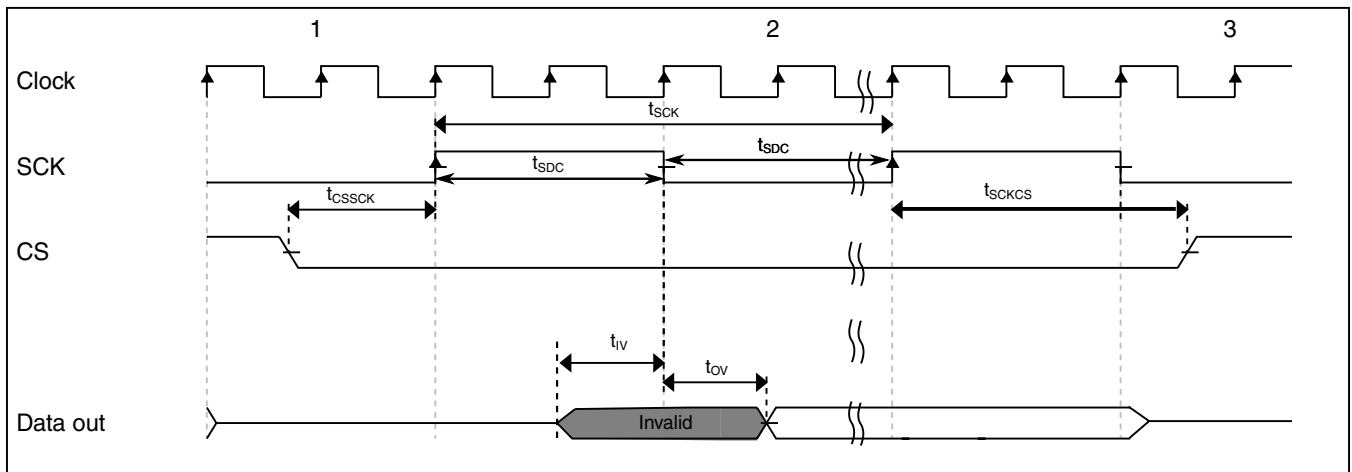 1 2 3
Clock
tSCK
SCK
tSDC
tSDC
tCSSCK
tSCKCS
CS
tIV
tOV
Data out
Invalid